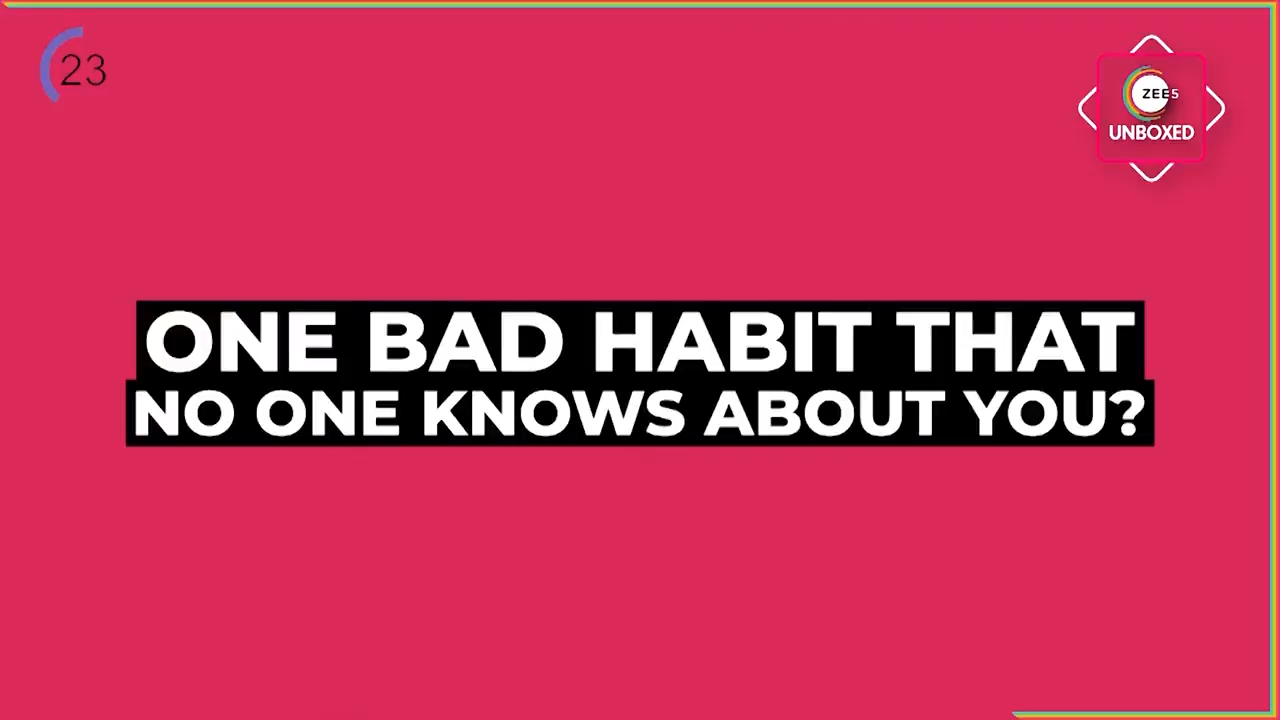 23
ZEE5
UNBOXED
ONE BAD HABIT THAT
NO ONE KNOWS ABOUT YOU?